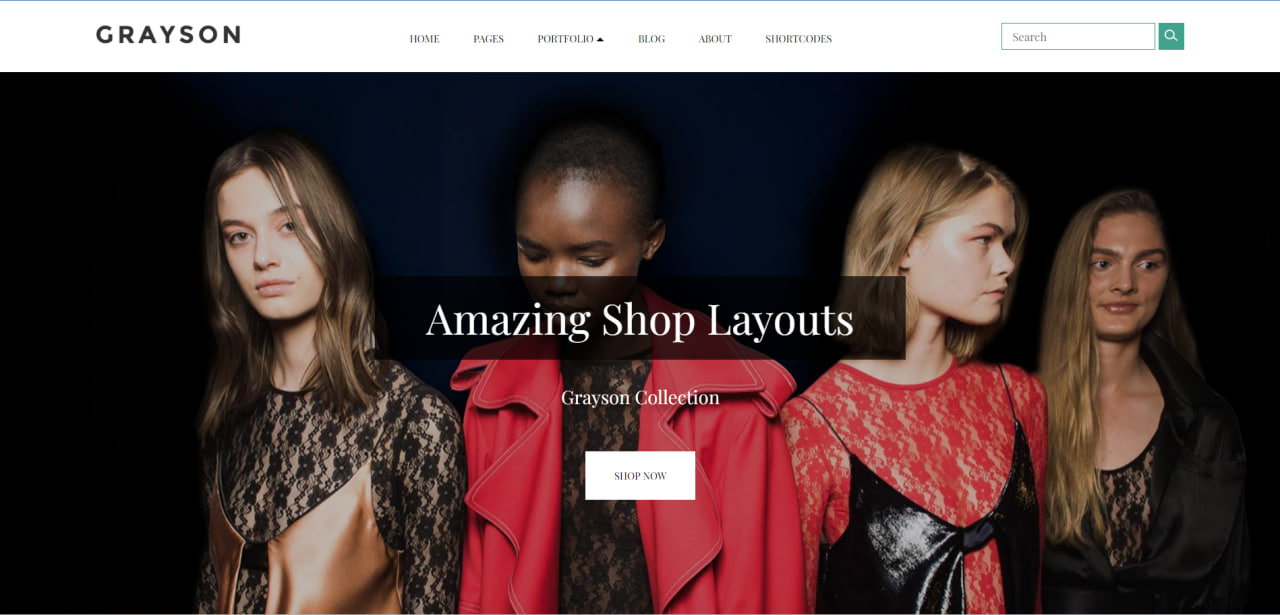 GRAYSON
HOME PAGES PORTFOLIO BLOG ABOUT SHORTCODES
Search
Amazing Shop Layouts
Grayson Collection
SHOP NOW